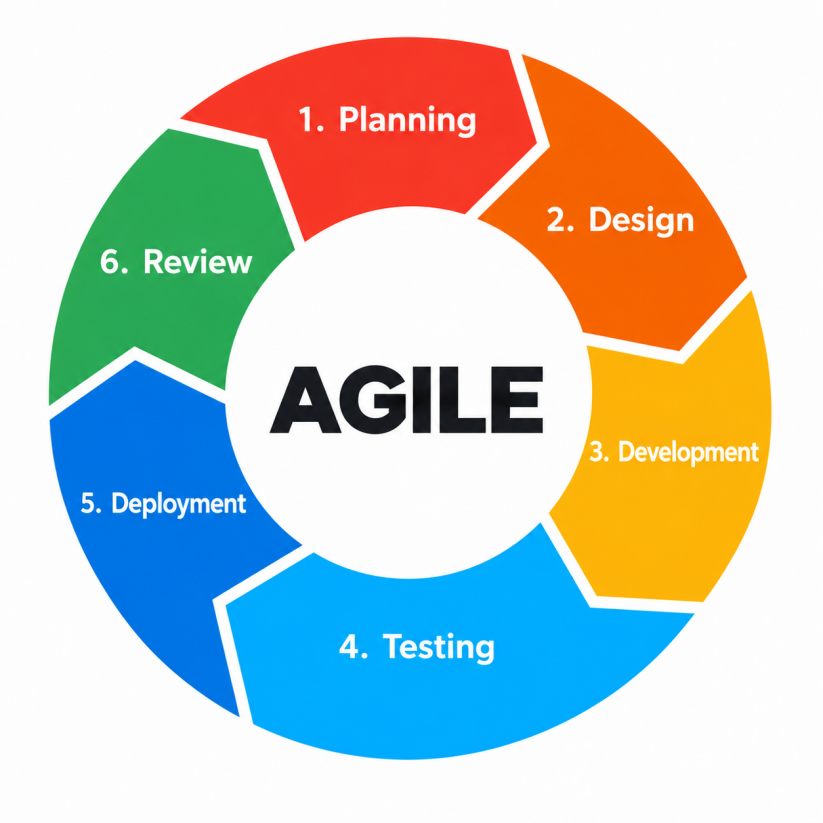 1. Planning
2. Design
3. Development
4. Testing
5. Deployment
6. Review
AGILE